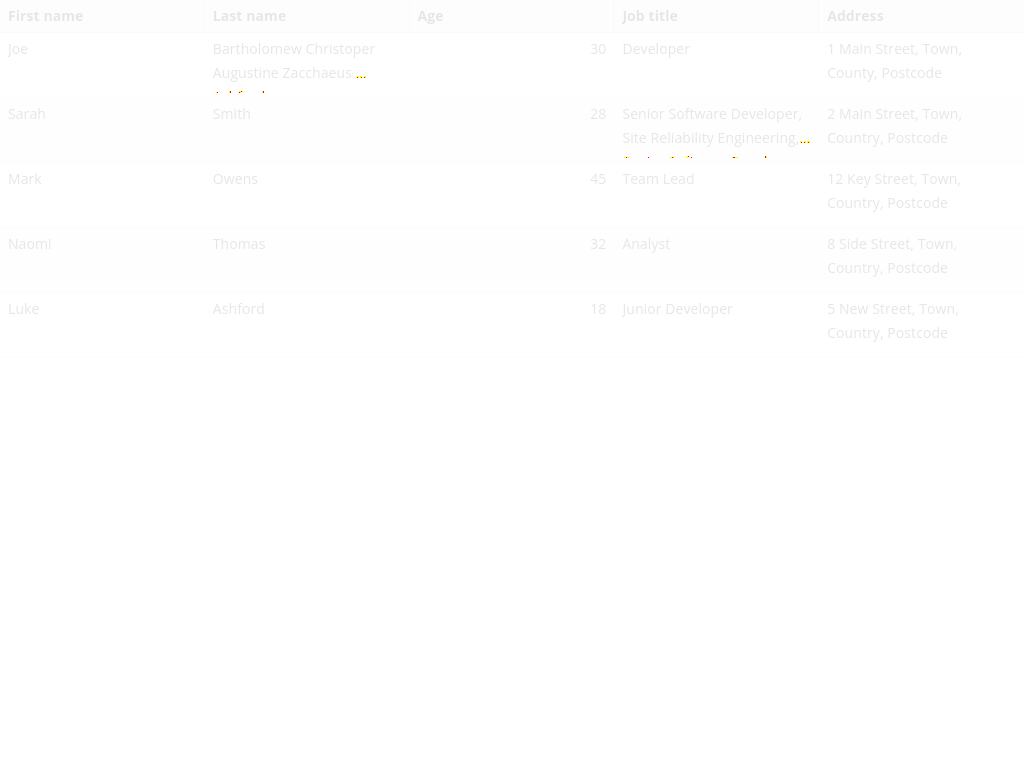 First name Last name Age Job title Address
Joe Bartholomew Christoper 30 Developer 1 Main Street, Town,
Augustine Zacchaeus ... County, Postcode
Sarah Smith 28 Senior Software Developer, 2 Main Street, Town,
Site Reliability Engineering,... Country, Postcode
Mark Owens 45 Team Lead 12 Key Street, Town,
Country, Postcode
Naomi Thomas 32 Analyst 8 Side Street, Town,
Country, Postcode
Luke Ashford 18 Junior Developer 5 New Street, Town,
Country, Postcode